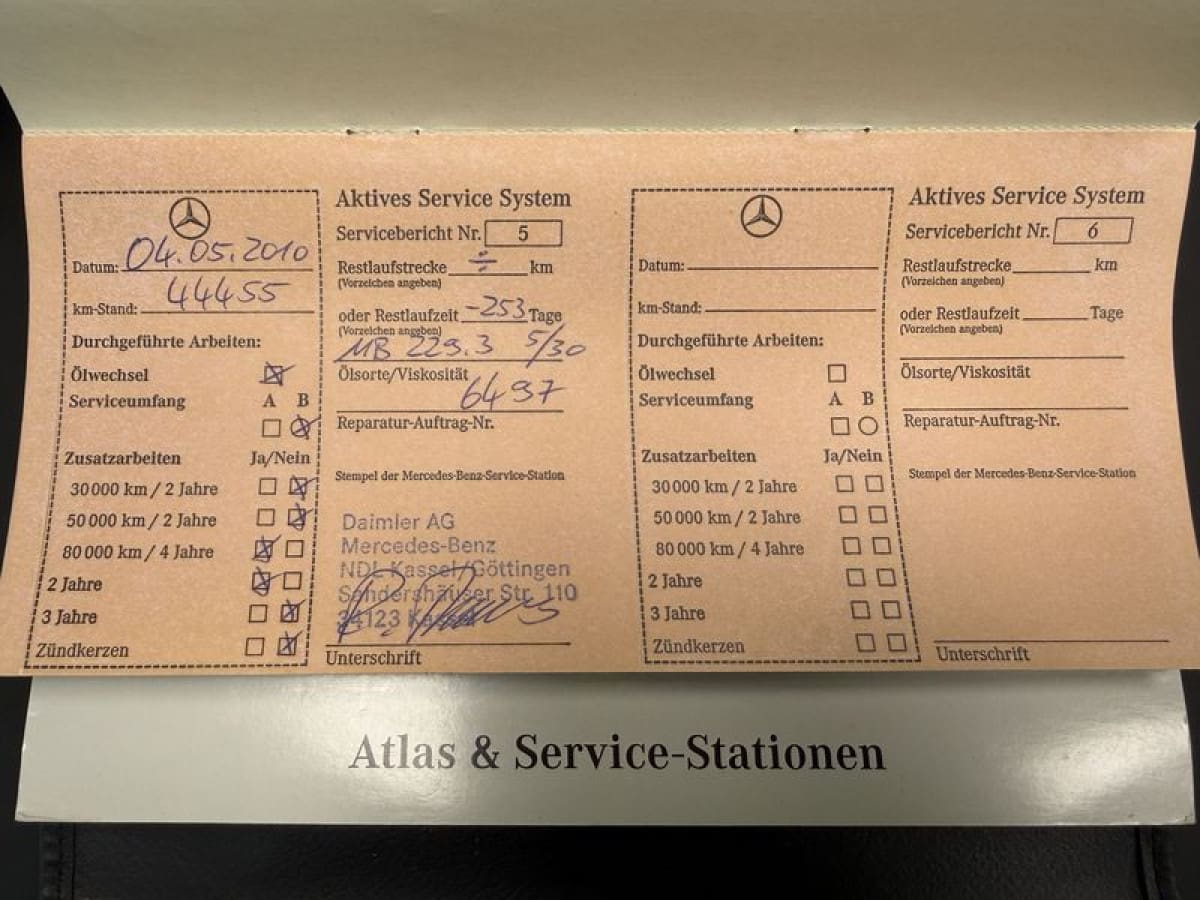 Aktives Service System
Servicebericht Nr. 5
Datum: 04.05.2010
km-Stand: 44455
Durchgeführte Arbeiten:
Ölwechsel
Serviceumfang A B
Zusatzarbeiten Ja/Nein
30 000 km / 2 Jahre
50 000 km / 2 Jahre
80 000 km / 4 Jahre
2 Jahre
3 Jahre
Zündkerzen
Restlaufstrecke ÷ km
(Vorzeichen angeben)
oder Restlaufzeit -253 Tage
(Vorzeichen angeben)
MB 229.3 5/30
Ölsorte/Viskosität
6497
Reparatur-Auftrag-Nr.
Stempel der Mercedes-Benz-Service-Station
Daimler AG
Mercedes-Benz
NDL Kassel/Göttingen
Sandershäuser Str. 110
34123
Unterschrift
Aktives Service System
Servicebericht Nr. 6
Datum:
km-Stand:
Durchgeführte Arbeiten:
Ölwechsel
Serviceumfang A B
Zusatzarbeiten Ja/Nein
30 000 km / 2 Jahre
50 000 km / 2 Jahre
80 000 km / 4 Jahre
2 Jahre
3 Jahre
Zündkerzen
Restlaufstrecke km
(Vorzeichen angeben)
oder Restlaufzeit Tage
(Vorzeichen angeben)
Ölsorte/Viskosität
Reparatur-Auftrag-Nr.
Stempel der Mercedes-Benz-Service-Station
Unterschrift
Atlas & Service-Stationen